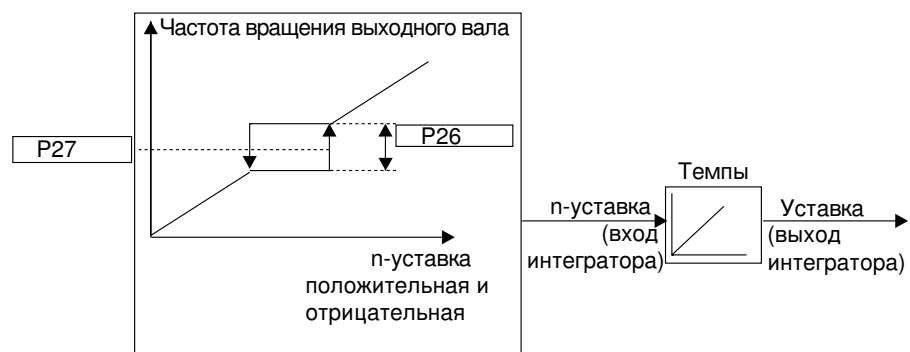 Частота вращения выходного вала
P27
P26
n-уставка
положительная и
отрицательная
n-уставка
(вход
интегратора)
Темпы
Уставка
(выход
интегратора)